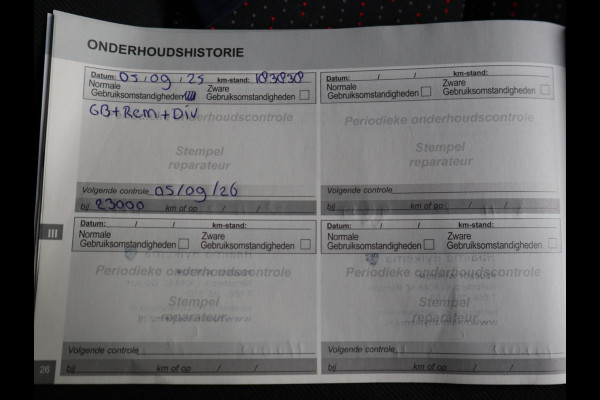 ONDERHOUDSHISTORIE
Datum: 05 / 09 / 25 km-stand:
Normale Gebruiksomstandigheden
Zware Gebruiksomstandigheden
GB+Rem+Div
Periodieke onderhoudscontrole
Stempel
reparateur
Volgende controle 05/09/26
bij 23000 km of op / /
Datum: / / km-stand:
Normale Gebruiksomstandigheden
Zware Gebruiksomstandigheden
Periodieke onderhoudscontrole
Stempel
reparateur
Volgende controle
bij km of op / /
III
Datum: / / km-stand:
Normale Gebruiksomstandigheden
Zware Gebruiksomstandigheden
Periodieke onderhoudscontrole
Stempel
reparateur
Volgende controle
bij km of op / /
Datum: / / km-stand:
Normale Gebruiksomstandigheden
Zware Gebruiksomstandigheden
Periodieke onderhoudscontrole
Stempel
reparateur
Volgende controle
bij km of op / /
26